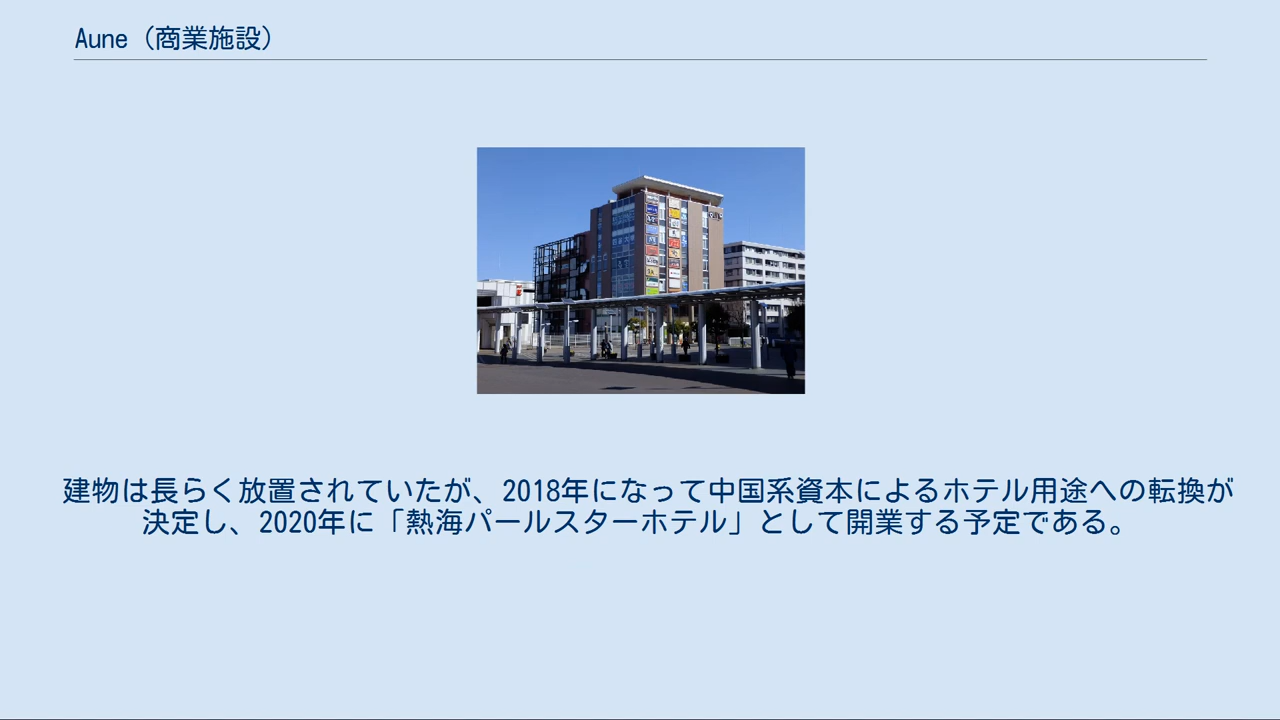 Aune（商業施設）
建物は長らく放置されていたが、2018年になって中国系資本によるホテル用途への転換が
決定し、2020年に「熱海パールスターホテル」として開業する予定である。